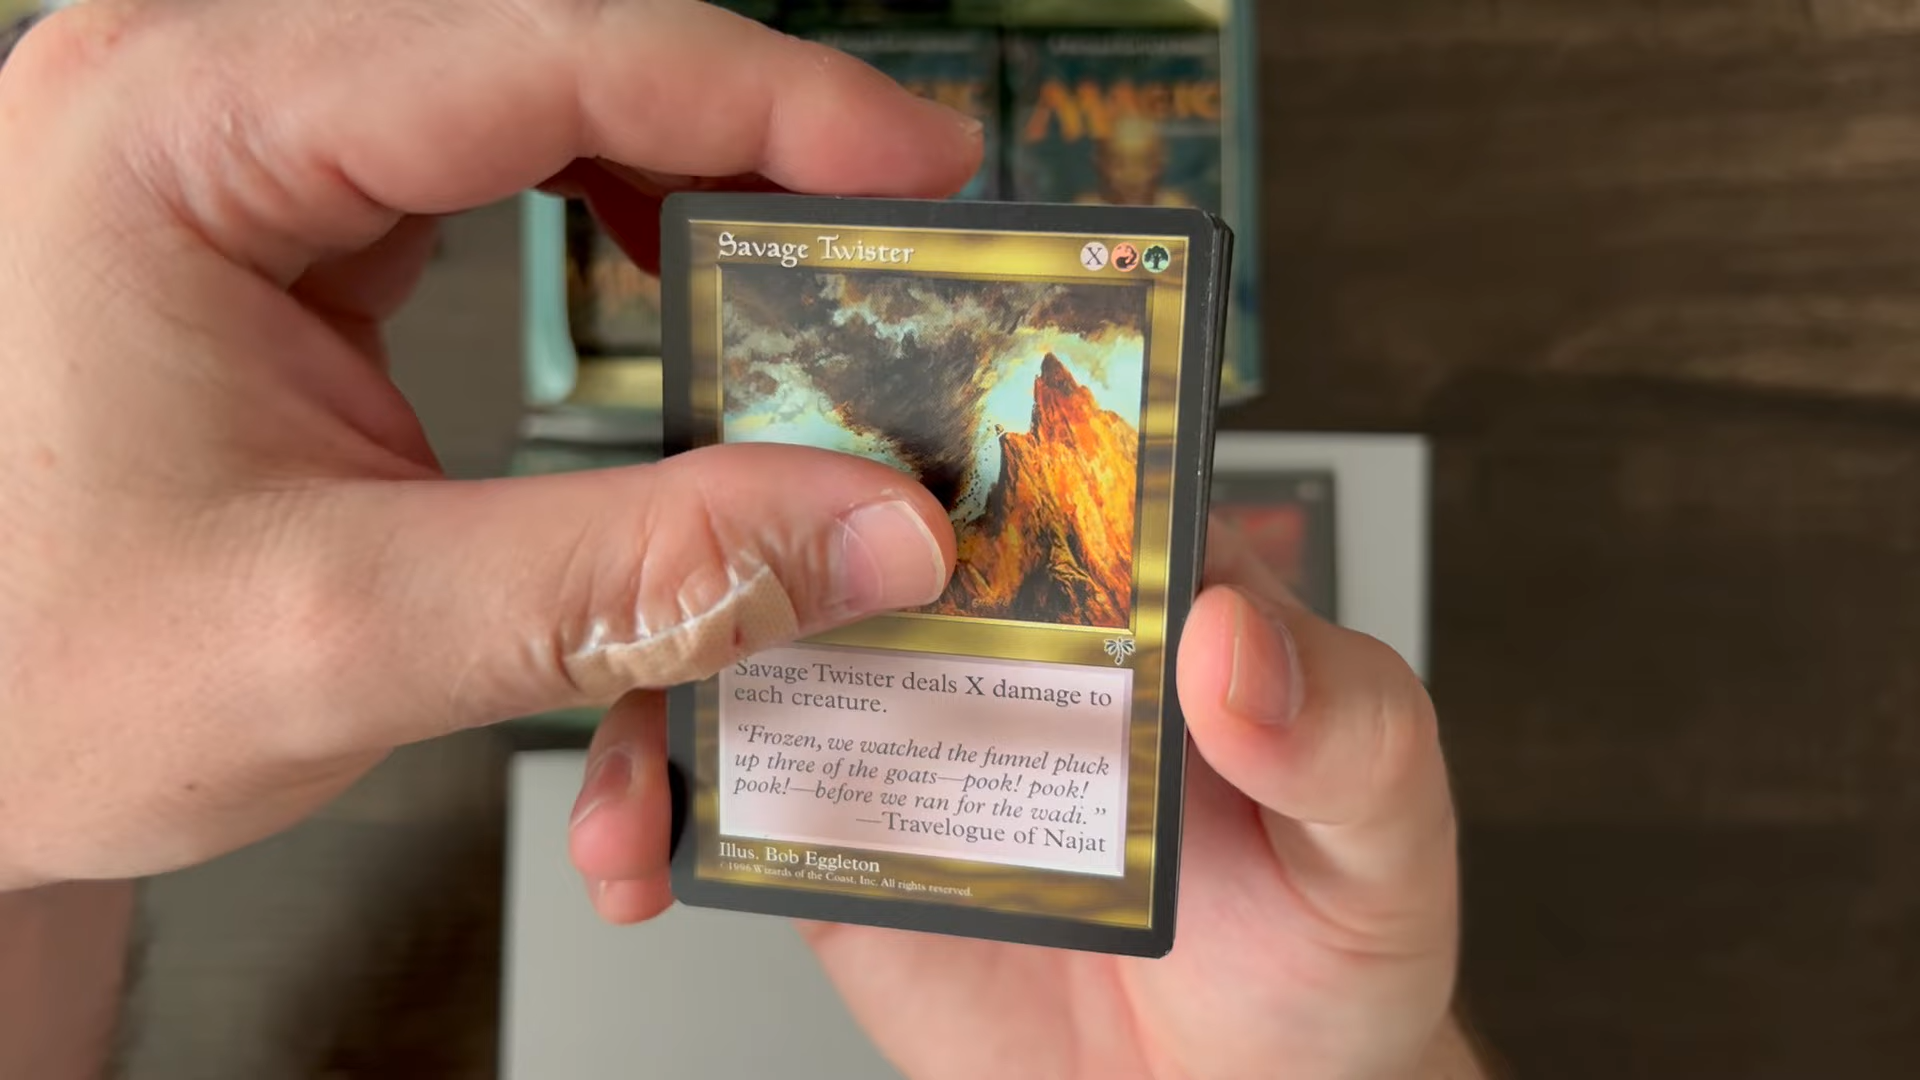 MAGIC
Savage Twister
X
Savage Twister deals X damage to
each creature.
“Frozen, we watched the funnel pluck
up three of the goats—pook! pook!
pook!—before we ran for the wadi.”
—Travelogue of Najat
Illus. Bob Eggleton
©1996 Wizards of the Coast, Inc. All rights reserved.